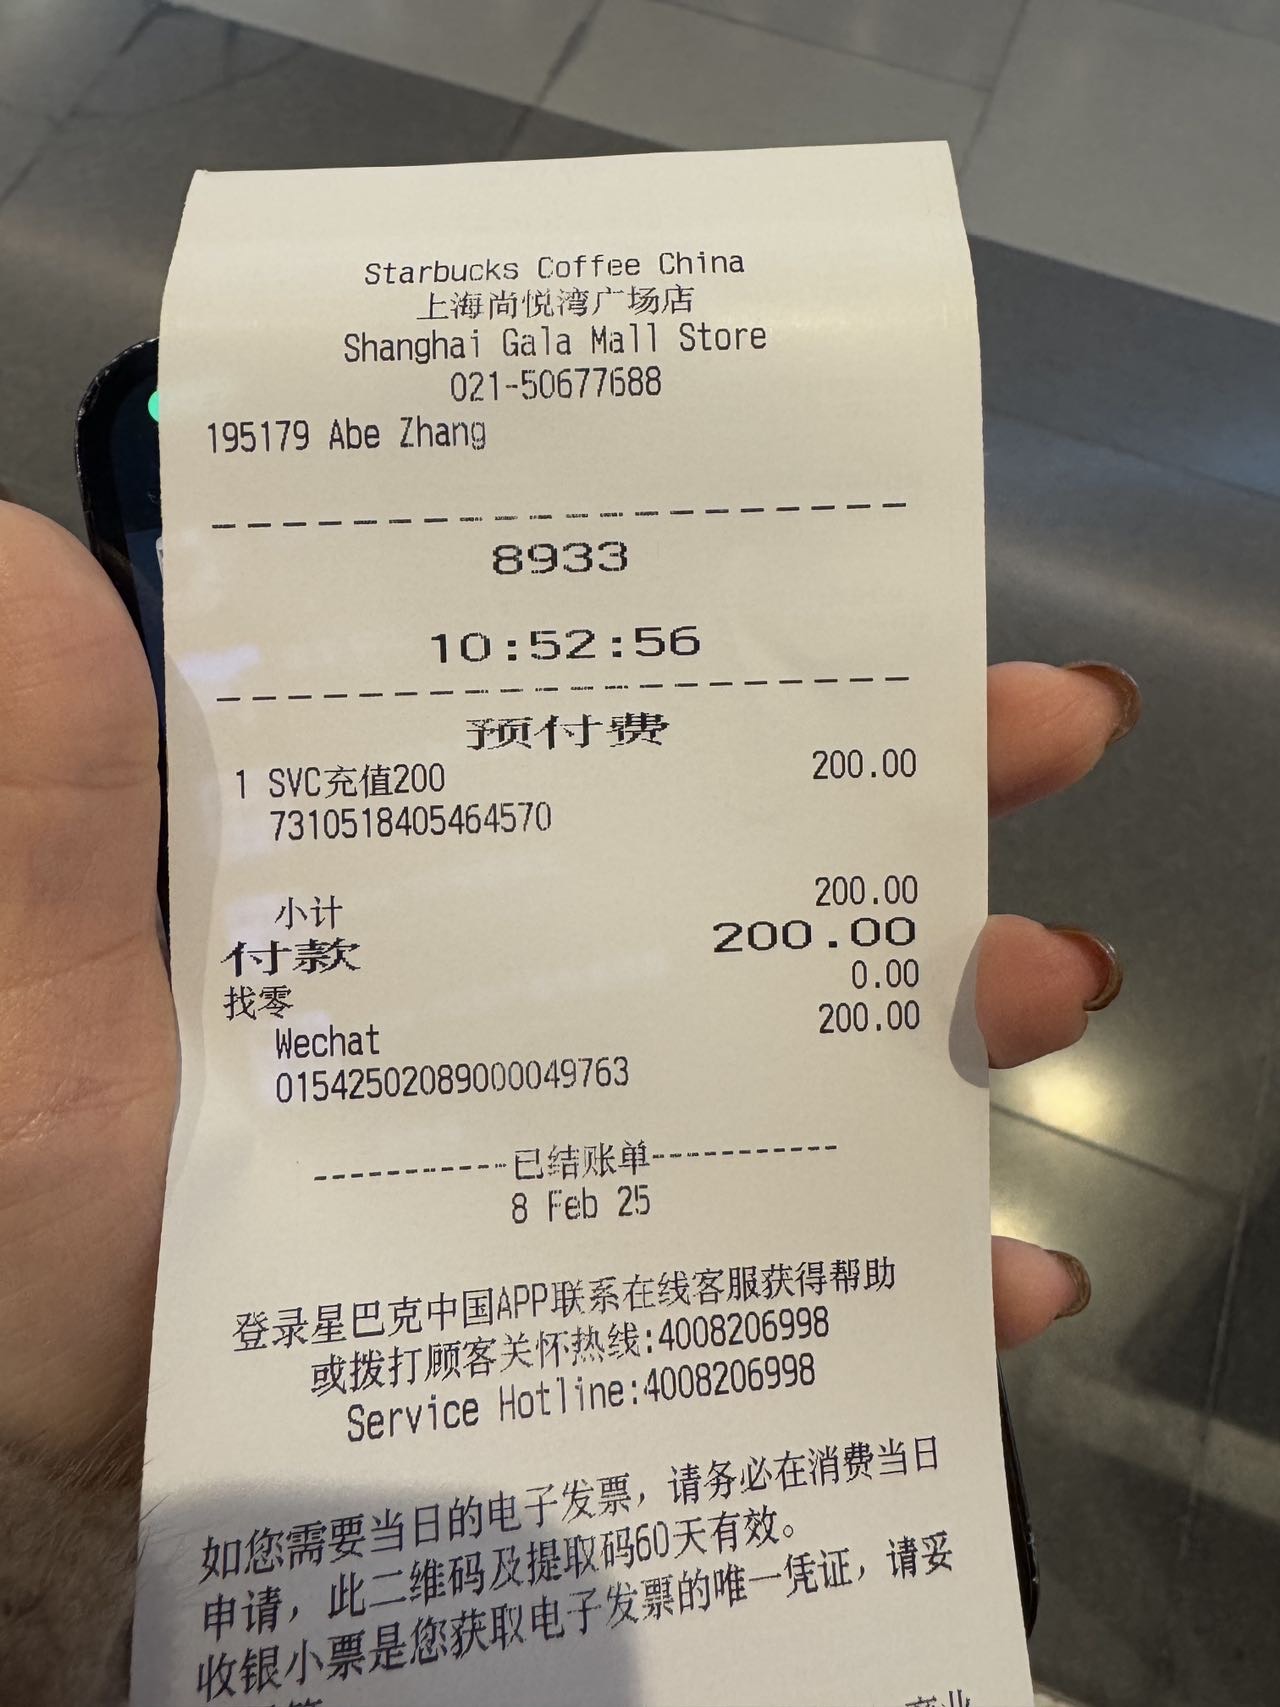 Starbucks Coffee China
上海尚悦湾广场店
Shanghai Gala Mall Store
021-50677688
195179 Abe Zhang
8933
10:52:56
预付费
1 SVC充值200 200.00
7310518405464570
小计 200.00
付款 200.00
找零 0.00
Wechat 200.00
01542502089000049763
-----------已结账单-----------
8 Feb 25
登录星巴克中国APP联系在线客服获得帮助
或拨打顾客关怀热线:4008206998
Service Hotline:4008206998
如您需要当日的电子发票，请务必在消费当日
申请，此二维码及提取码60天有效。
收银小票是您获取电子发票的唯一凭证，请妥